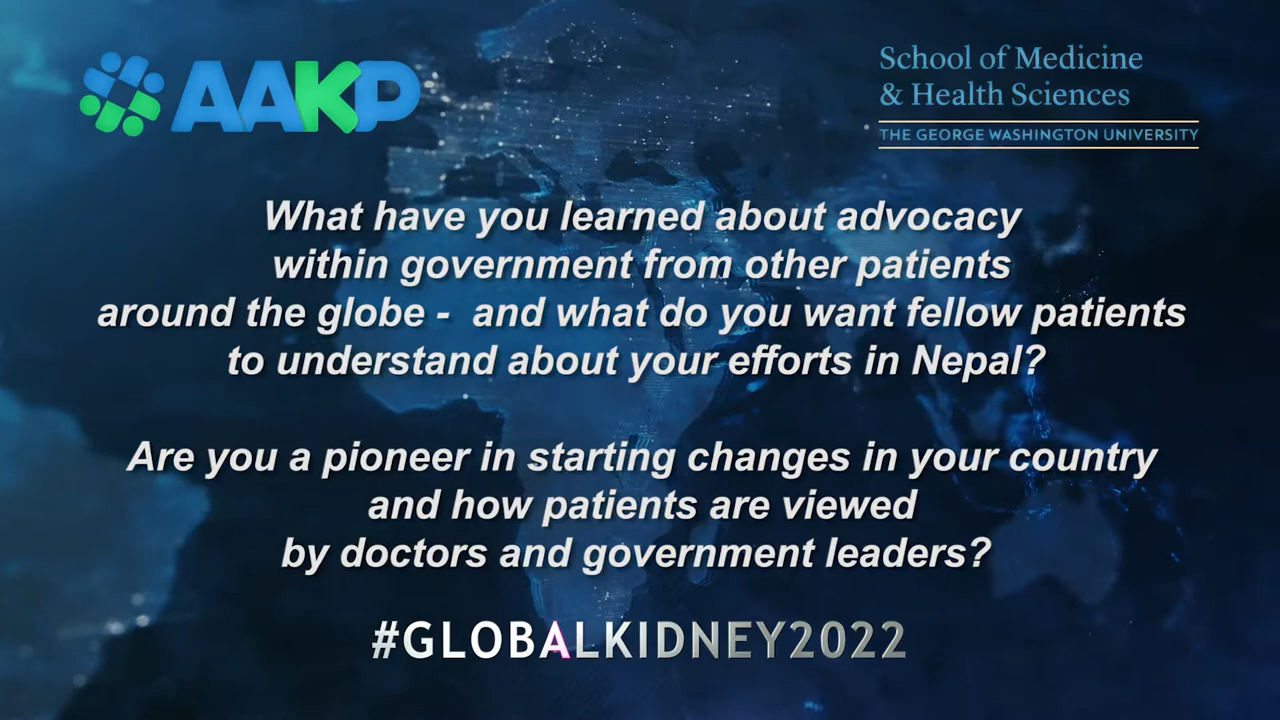 AAKP
School of Medicine
& Health Sciences
THE GEORGE WASHINGTON UNIVERSITY
What have you learned about advocacy
within government from other patients
around the globe - and what do you want fellow patients
to understand about your efforts in Nepal?
Are you a pioneer in starting changes in your country
and how patients are viewed
by doctors and government leaders?
#GLOBALKIDNEY2022